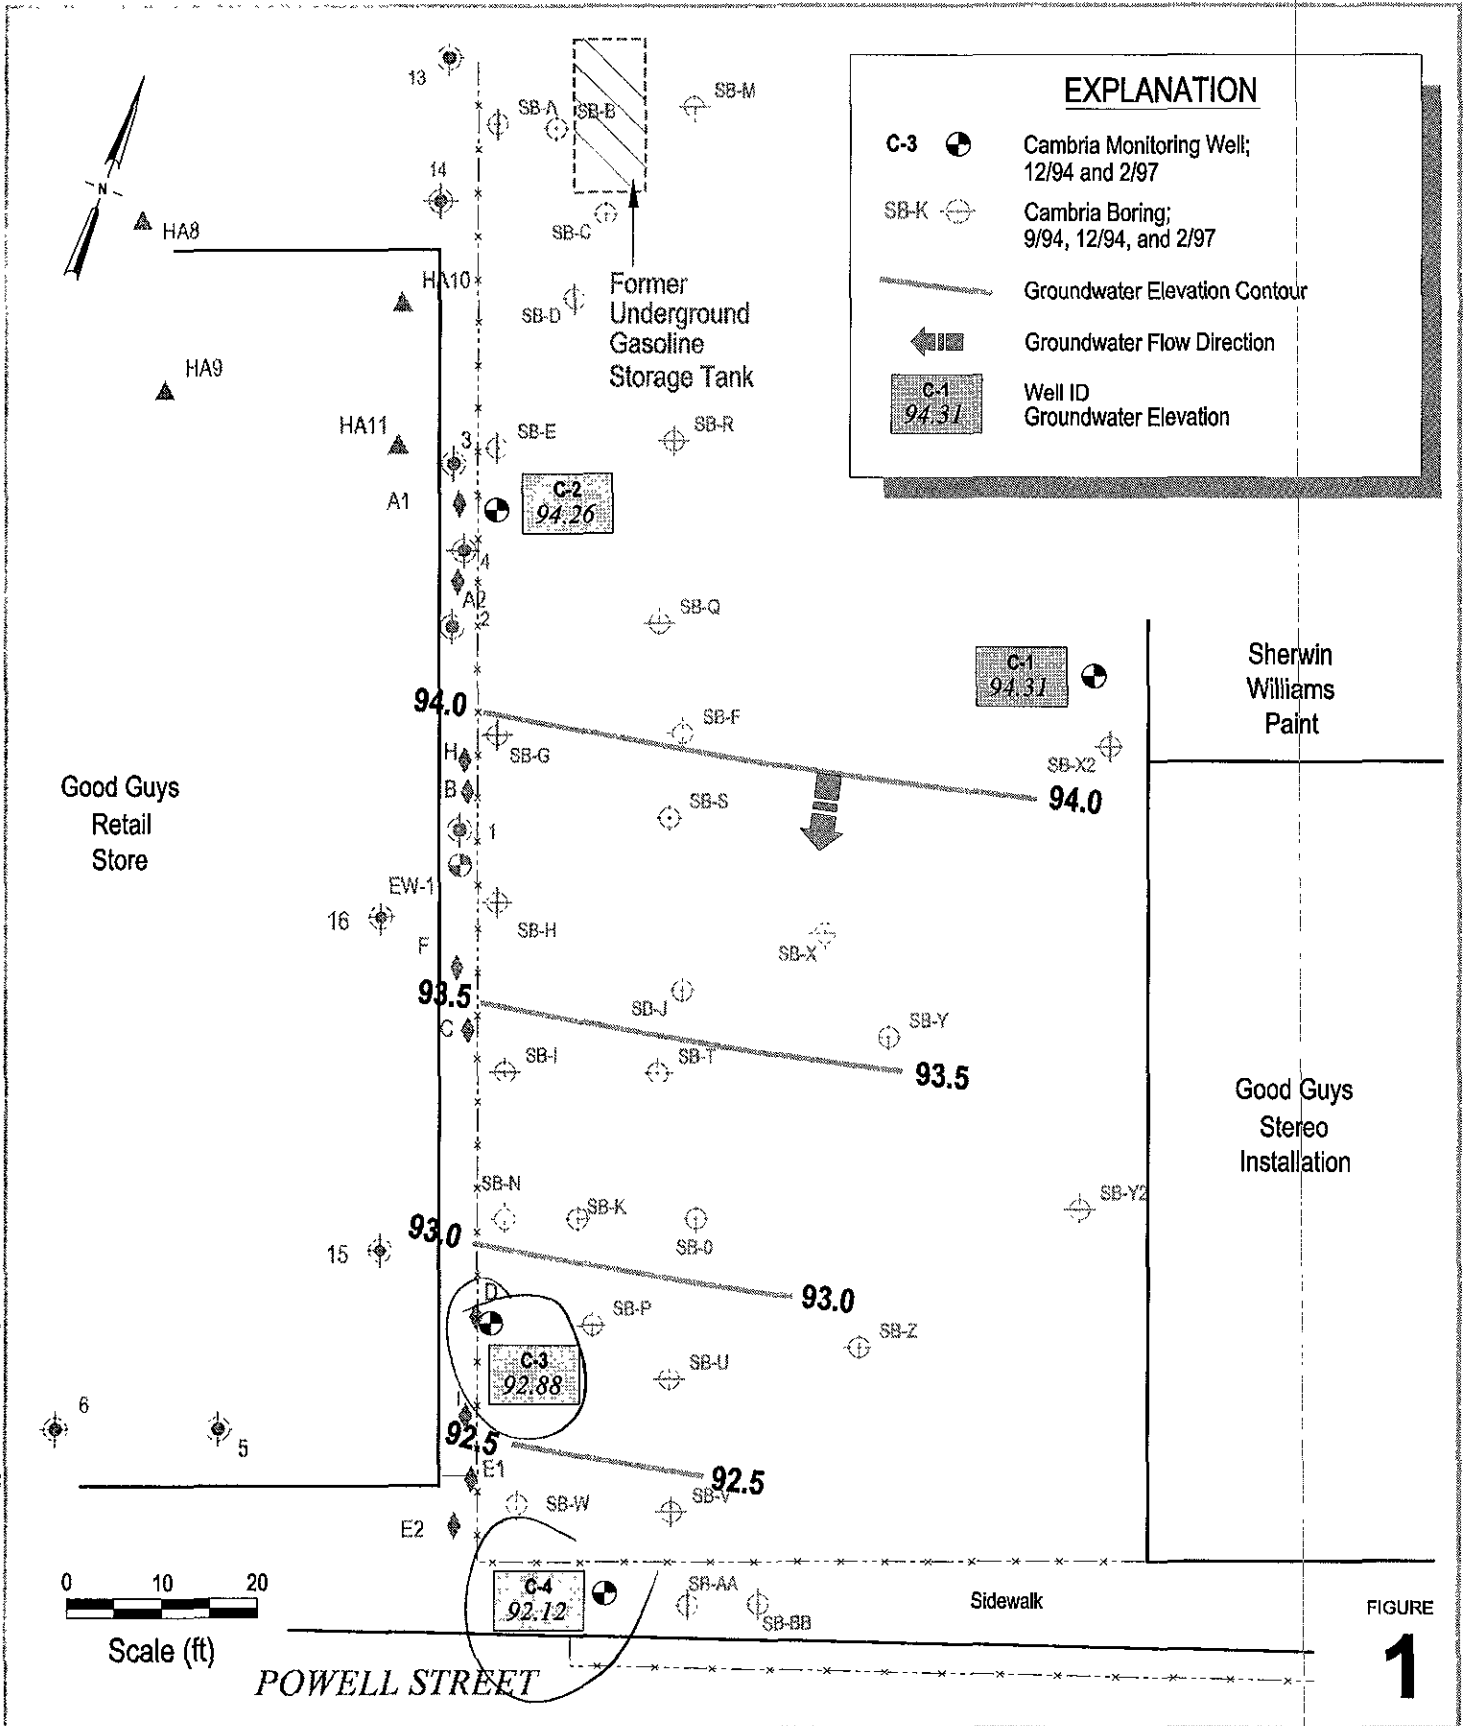 13
SB-A
SB-B
SB-M
EXPLANATION
C-3
Cambria Monitoring Well;
12/94 and 2/97
SB-K
Cambria Boring;
9/94, 12/94, and 2/97
Groundwater Elevation Contour
Groundwater Flow Direction
C-1
94.31
Well ID
Groundwater Elevation
N
14
HA8
SB-C
HA10
SB-D
Former
Underground
Gasoline
Storage Tank
HA9
HA11
3
SB-E
SB-R
A1
C-2
94.26
4
A2
2
SB-Q
C-1
94.31
Sherwin
Williams
Paint
94.0
SB-F
H
SB-G
SB-X2
B
SB-S
94.0
Good Guys
Retail
Store
1
EW-1
16
SB-H
F
SB-X
93.5
SD-J
C
SB-Y
SB-I
SB-T
93.5
Good Guys
Stereo
Installation
SB-N
SB-K
SB-Y2
93.0
15
SB-0
D
93.0
SB-P
SB-Z
C-3
92.88
SB-U
I
6
5
92.5
E1
92.5
SB-W
SB-V
E2
0 10 20
Scale (ft)
C-4
92.12
SB-AA
SB-BB
Sidewalk
FIGURE
1
POWELL STREET